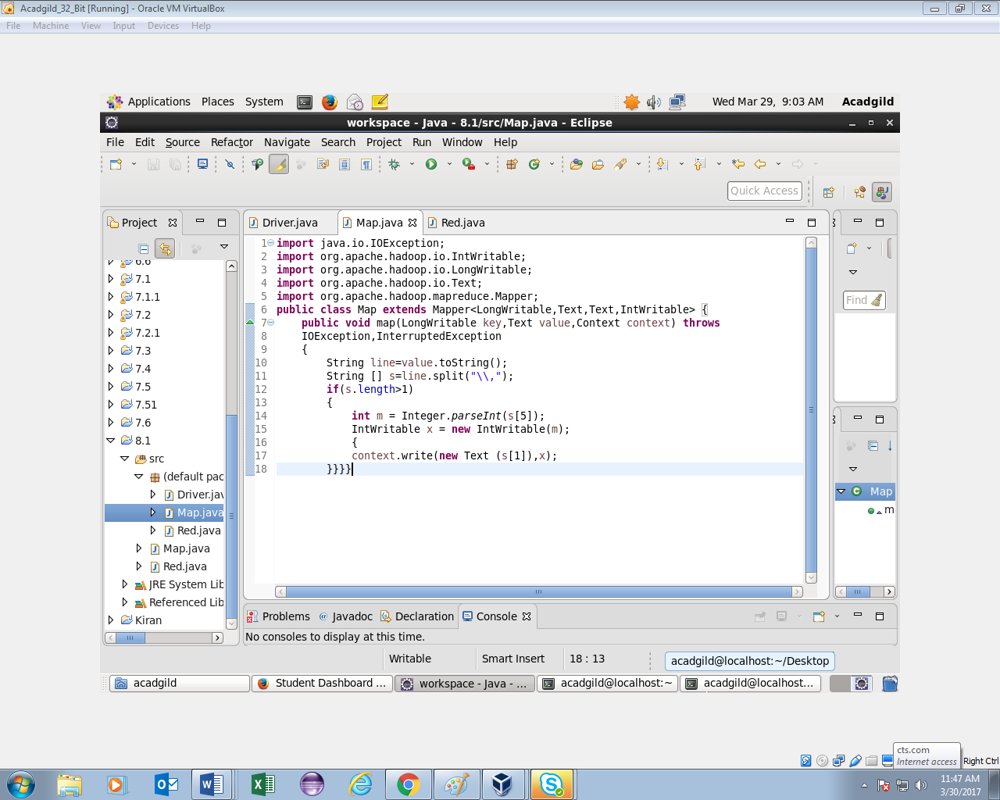 Acadgild_32_Bit [Running] - Oracle VM VirtualBox
File Machine View Input Devices Help
Applications Places System Wed Mar 29, 9:03 AM Acadgild
workspace - Java - 8.1/src/Map.java - Eclipse
File Edit Source Refactor Navigate Search Project Run Window Help
Quick Access
Project
6.6
7.1
7.1.1
7.2
7.2.1
7.3
7.4
7.5
7.51
7.6
8.1
src
(default pac
Driver.jav
Map.java
Red.java
Map.java
Red.java
JRE System Lib
Referenced Lib
Kiran
Driver.java Map.java Red.java
1 import java.io.IOException;
2 import org.apache.hadoop.io.IntWritable;
3 import org.apache.hadoop.io.LongWritable;
4 import org.apache.hadoop.io.Text;
5 import org.apache.hadoop.mapreduce.Mapper;
6 public class Map extends Mapper<LongWritable,Text,Text,IntWritable> {
7 public void map(LongWritable key,Text value,Context context) throws
8 IOException,InterruptedException
9 {
10 String line=value.toString();
11 String [] s=line.split("\\,");
12 if(s.length>1)
13 {
14 int m = Integer.parseInt(s[5]);
15 IntWritable x = new IntWritable(m);
16 {
17 context.write(new Text (s[1]),x);
18 }}}}
Find
Map
m
Problems @ Javadoc Declaration Console
No consoles to display at this time.
Writable Smart Insert 18 : 13 acadgild@localhost:~/Desktop
acadgild Student Dashboard ... workspace - Java - ... acadgild@localhost:~ acadgild@localhost...
cts.com
Internet access
Right Ctrl
11:47 AM
3/30/2017